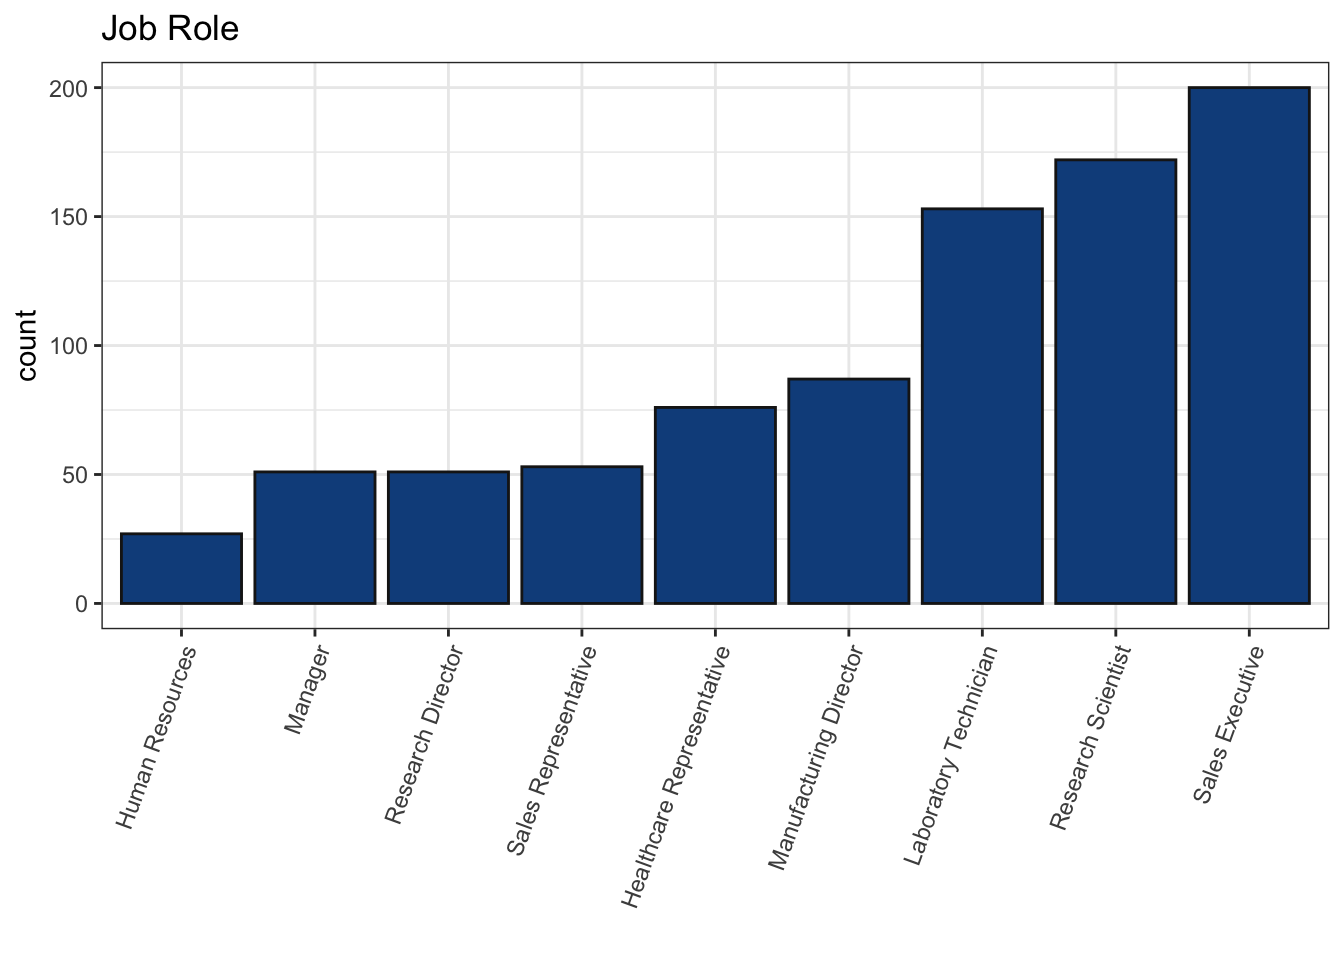 Job Role
count
200
150
100
50
0
Human Resources
Manager
Research Director
Sales Representative
Healthcare Representative
Manufacturing Director
Laboratory Technician
Research Scientist
Sales Executive